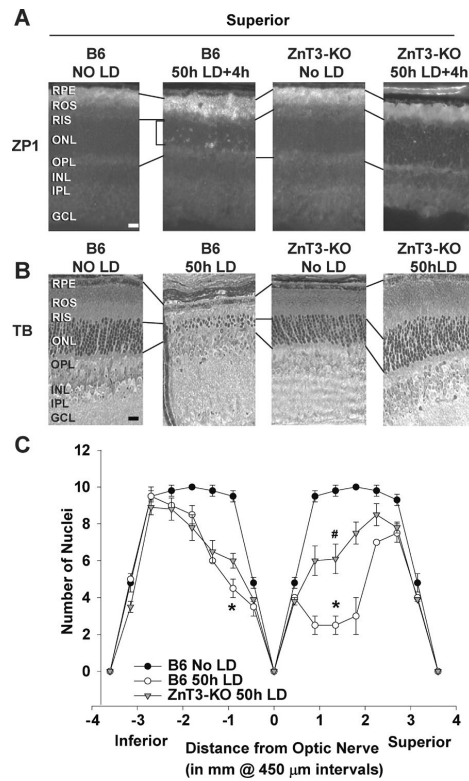 A
Superior
B6 NO LD
B6 50h LD+4h
ZnT3-KO No LD
ZnT3-KO 50h LD+4h
ZP1
RPE
ROS
RIS
ONL
OPL
INL
IPL
GCL
B
B6 NO LD
B6 50h LD
ZnT3-KO No LD
ZnT3-KO 50hLD
TB
RPE
ROS
RIS
ONL
OPL
INL
IPL
GCL
C
Number of Nuclei
12
10
8
6
4
2
0
*
#
*
B6 No LD
B6 50h LD
ZnT3-KO 50h LD
-4 -3 -2 -1 0 1 2 3 4
Inferior Distance from Optic Nerve Superior
(in mm @ 450 µm intervals)